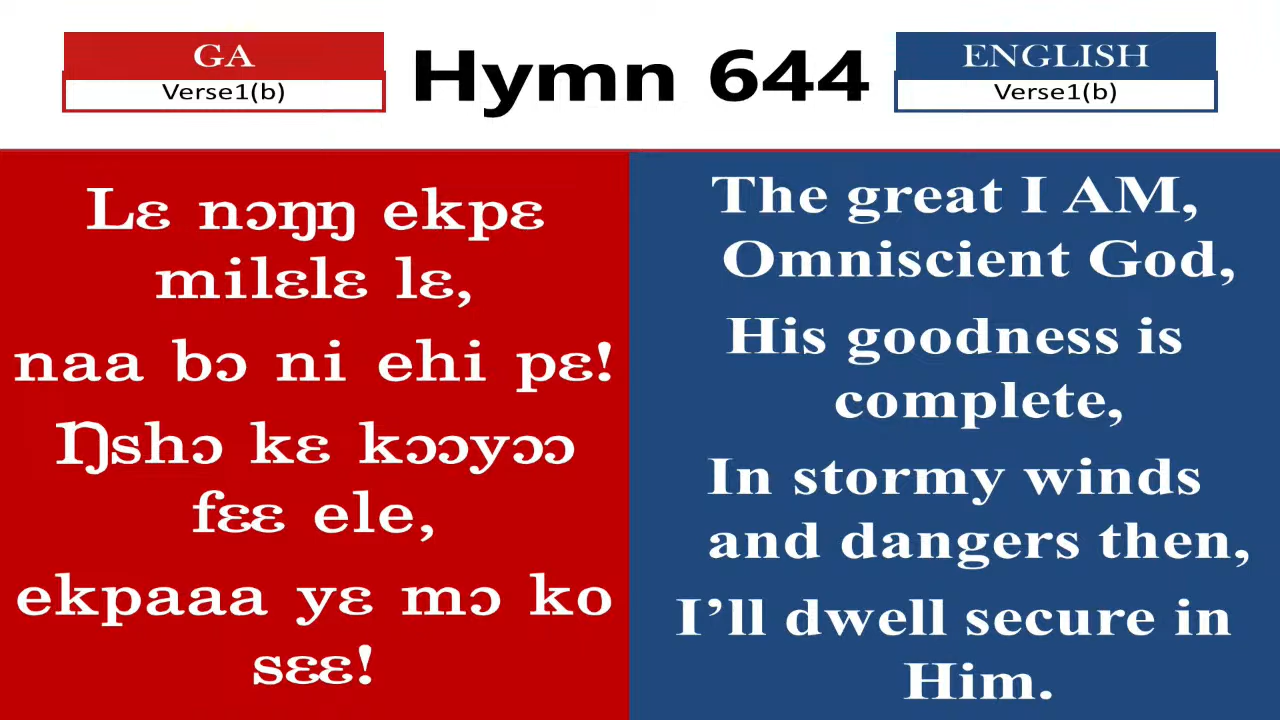 GA
Verse1(b)
Hymn 644
ENGLISH
Verse1(b)
Lɛ nɔŋŋ ekpɛ
milɛlɛ lɛ,
naa bɔ ni ehi pɛ!
Ŋshɔ kɛ kɔɔyɔɔ
fɛɛ ele,
ekpaaa yɛ mɔ ko
sɛɛ!
The great I AM,
Omniscient God,
His goodness is
complete,
In stormy winds
and dangers then,
I’ll dwell secure in
Him.